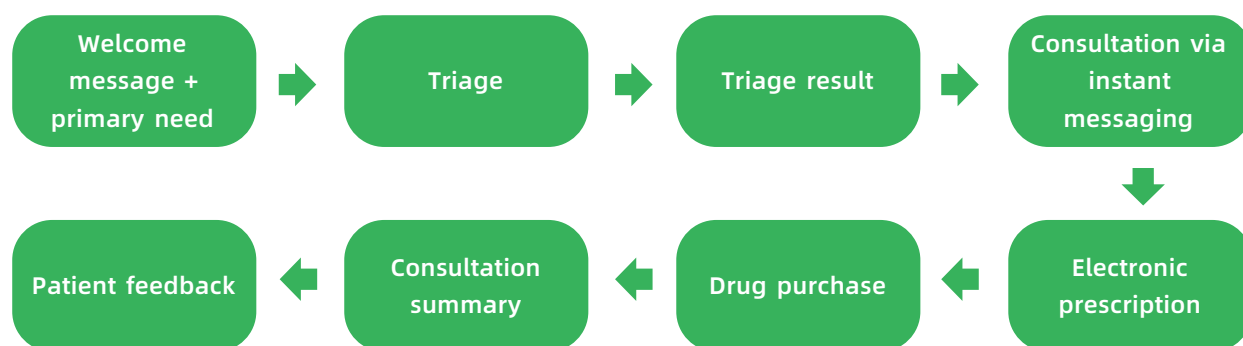 Welcome
message +
primary need
Triage
Triage result
Consultation via
instant
messaging
Electronic
prescription
Drug purchase
Consultation
summary
Patient feedback